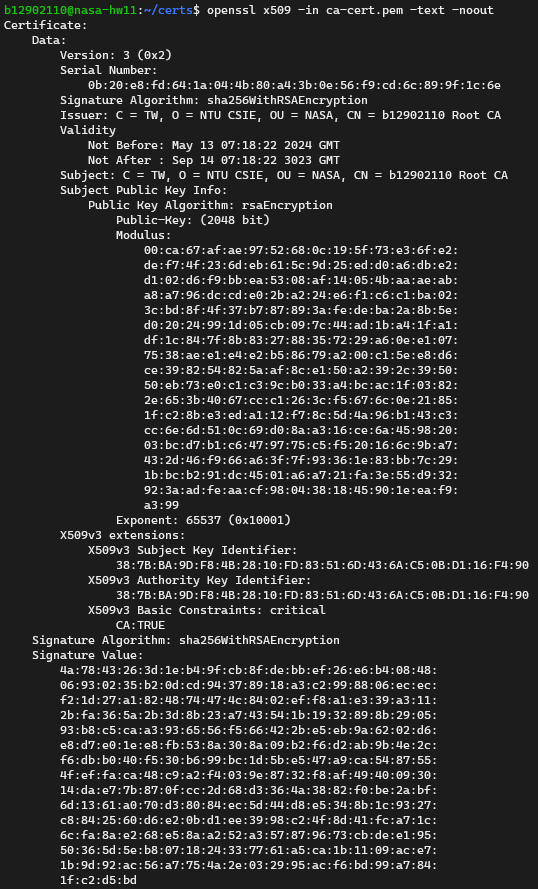 b12902110@nasa-hw11:~/certs$ openssl x509 -in ca-cert.pem -text -noout
Certificate:
    Data:
        Version: 3 (0x2)
        Serial Number:
            0b:20:e8:fd:64:1a:04:4b:80:a4:3b:0e:56:f9:cd:6c:89:9f:1c:6e
        Signature Algorithm: sha256WithRSAEncryption
        Issuer: C = TW, O = NTU CSIE, OU = NASA, CN = b12902110 Root CA
        Validity
            Not Before: May 13 07:18:22 2024 GMT
            Not After : Sep 14 07:18:22 3023 GMT
        Subject: C = TW, O = NTU CSIE, OU = NASA, CN = b12902110 Root CA
        Subject Public Key Info:
            Public Key Algorithm: rsaEncryption
                Public-Key: (2048 bit)
                Modulus:
                    00:ca:67:af:ae:97:52:68:0c:19:5f:73:e3:6f:e2:
                    de:f7:4f:23:6d:eb:61:5c:9d:25:ed:d0:a6:db:e2:
                    d1:02:d6:f9:bb:ea:53:08:af:14:05:4b:aa:ae:ab:
                    a8:a7:96:dc:cd:e0:2b:a2:24:e6:f1:c6:c1:ba:02:
                    3c:bd:8f:4f:37:b7:87:89:3a:fe:de:ba:2a:8b:5e:
                    d0:20:24:99:1d:05:cb:09:7c:44:ad:1b:a4:1f:a1:
                    df:1c:84:7f:8b:83:27:88:35:72:29:a6:0e:e1:07:
                    75:38:ae:e1:e4:e2:b5:86:79:a2:00:c1:5e:e8:d6:
                    ce:39:82:54:82:5a:af:8c:e1:50:a2:39:2c:39:50:
                    50:eb:73:e0:c1:c3:9c:b0:33:a4:bc:ac:1f:03:82:
                    2e:65:3b:40:67:cc:c1:26:3c:f5:67:6c:0e:21:85:
                    1f:c2:8b:e3:ed:a1:12:f7:8c:5d:4a:96:b1:43:c3:
                    cc:6e:6d:51:0c:69:d0:8a:a3:16:ce:6a:45:98:20:
                    03:bc:d7:b1:c6:47:97:75:c5:f5:20:16:6c:9b:a7:
                    43:2d:46:f9:66:a6:3f:7f:93:36:1e:83:bb:7c:29:
                    1b:bc:b2:91:dc:45:01:a6:a7:21:fa:3e:55:d9:32:
                    92:3a:ad:fe:aa:cf:98:04:38:18:45:90:1e:ea:f9:
                    a3:99
                Exponent: 65537 (0x10001)
        X509v3 extensions:
            X509v3 Subject Key Identifier:
                38:7B:BA:9D:F8:4B:28:10:FD:83:51:6D:43:6A:C5:0B:D1:16:F4:90
            X509v3 Authority Key Identifier:
                38:7B:BA:9D:F8:4B:28:10:FD:83:51:6D:43:6A:C5:0B:D1:16:F4:90
            X509v3 Basic Constraints: critical
                CA:TRUE
    Signature Algorithm: sha256WithRSAEncryption
    Signature Value:
        4a:78:43:26:3d:1e:b4:9f:cb:8f:de:bb:ef:26:e6:b4:08:48:
        06:93:02:35:b2:0d:cd:94:37:89:18:a3:c2:99:88:06:ec:ec:
        f2:1d:27:a1:82:48:74:47:4c:84:02:ef:f8:a1:e3:39:a3:11:
        2b:fa:36:5a:2b:3d:8b:23:a7:43:54:1b:19:32:89:8b:29:05:
        93:b8:c5:ca:a3:93:65:56:f5:66:42:2b:e5:eb:9a:62:02:d6:
        e8:d7:e0:1e:e8:fb:53:8a:30:8a:09:b2:f6:d2:ab:9b:4e:2c:
        f6:db:b0:40:f5:30:b6:99:bc:1d:5b:e5:47:a9:ca:54:87:55:
        4f:ef:fa:ca:48:c9:a2:f4:03:9e:87:32:f8:af:49:40:09:30:
        14:da:e7:7b:87:0f:cc:2d:68:d3:36:4a:38:82:f0:be:2a:bf:
        6d:13:61:a0:70:d3:80:84:ec:5d:44:d8:e5:34:8b:1c:93:27:
        c8:84:25:60:d6:e2:0b:d1:ee:39:98:c2:4f:8d:41:fc:a7:1c:
        6c:fa:8a:e2:68:e5:8a:a2:52:a3:57:87:96:73:cb:de:e1:95:
        50:36:5d:5e:b8:07:18:24:33:77:61:a5:ca:1b:11:09:ac:e7:
        1b:9d:92:ac:56:a7:75:4a:2e:03:29:95:ac:f6:bd:99:a7:84:
        1f:c2:d5:bd